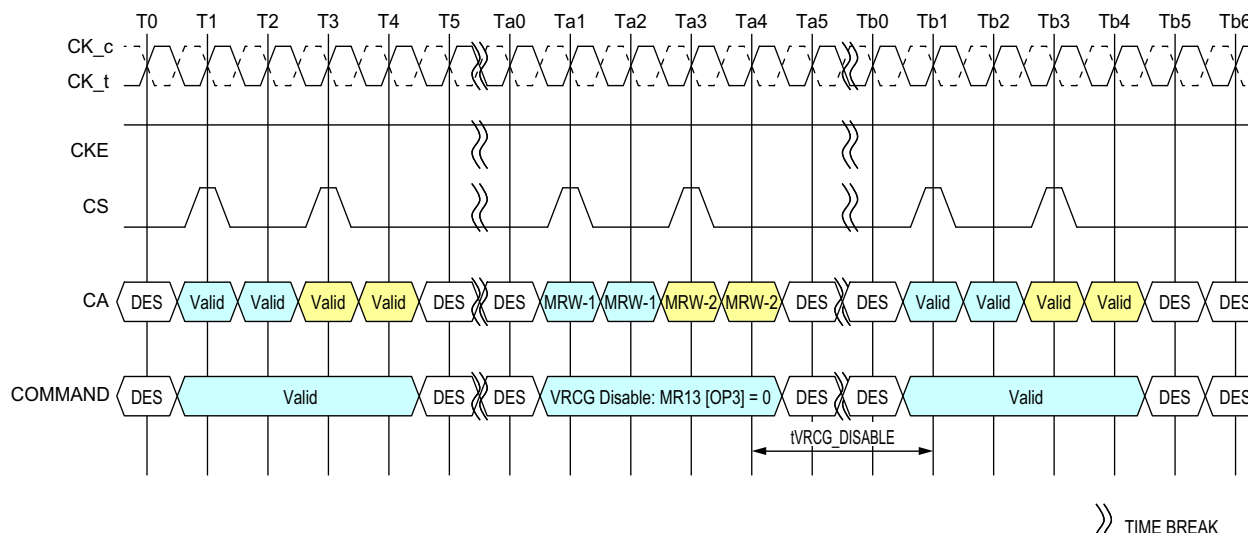 T0 T1 T2 T3 T4 T5 Ta0 Ta1 Ta2 Ta3 Ta4 Ta5 Tb0 Tb1 Tb2 Tb3 Tb4 Tb5 Tb6
CK_c
CK_t
CKE
CS
CA DES Valid Valid Valid Valid DES DES MRW-1 MRW-1 MRW-2 MRW-2 DES DES Valid Valid Valid Valid DES DES
COMMAND DES Valid DES DES VRCG Disable: MR13 [OP3] = 0 DES DES Valid DES DES
tVRCG_DISABLE
TIME BREAK